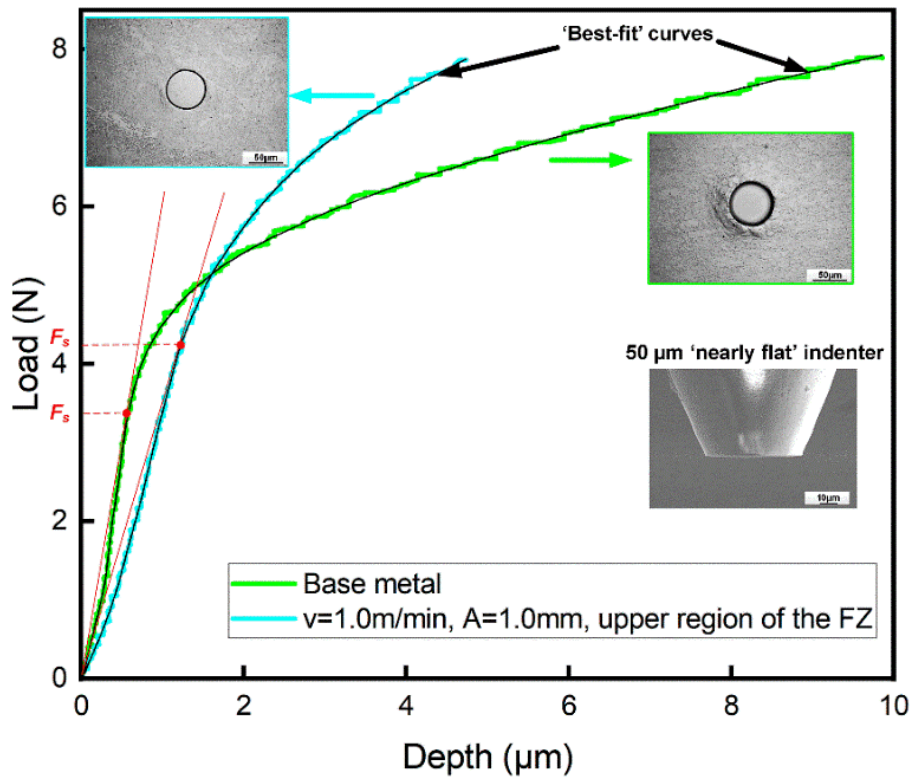 8
6
4
2
0
Load (N)
50μm
'Best-fit' curves
50μm
Fs
Fs
50 μm 'nearly flat' indenter
10μm
Base metal
v=1.0m/min, A=1.0mm, upper region of the FZ
0 2 4 6 8 10
Depth (μm)